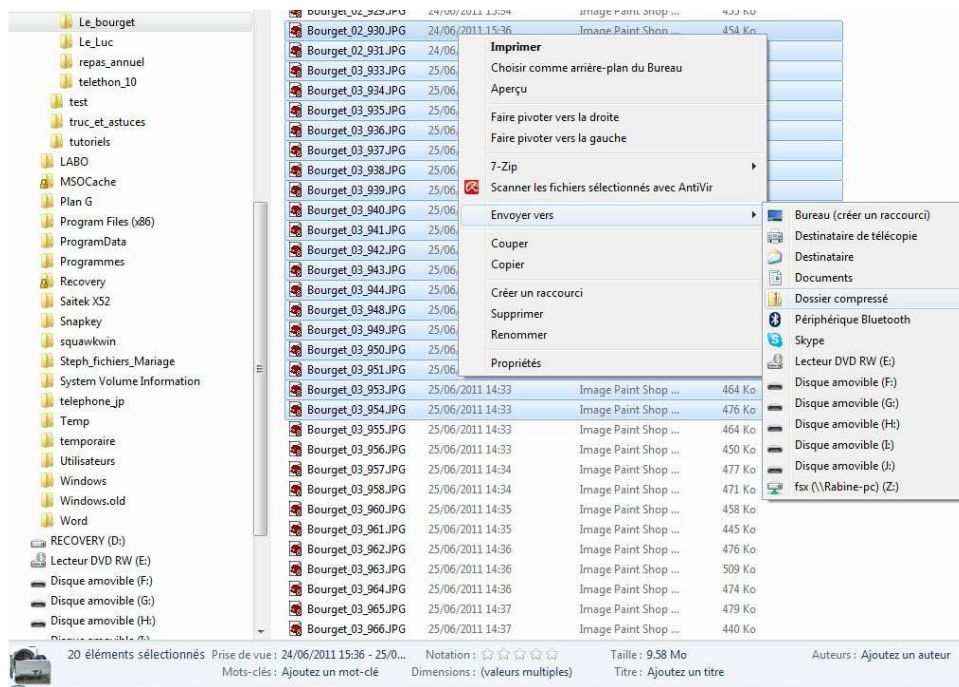 Le_bourget
Le_Luc
repas_annuel
telethon_10
test
truc_et_astuces
tutoriels
LABO
MSOCache
Plan G
Program Files (x86)
ProgramData
Programmes
Recovery
Saitek X52
Snapkey
squawkwin
Steph_fichiers_Mariage
System Volume Information
telephone_jp
Temp
temporaire
Utilisateurs
Windows
Windows.old
Word
RECOVERY (D:)
Lecteur DVD RW (E:)
Disque amovible (F:)
Disque amovible (G:)
Disque amovible (H:)
Bourget_02_929.JPG 24/06/2011 15:34 Image Paint Shop ... 455 Ko
Bourget_02_930.JPG 24/06/2011 15:36 Image Paint Shop ... 454 Ko
Bourget_02_931.JPG 24/06/
Bourget_03_933.JPG 25/06/
Bourget_03_934.JPG 25/06/
Bourget_03_935.JPG 25/06/
Bourget_03_936.JPG 25/06/
Bourget_03_937.JPG 25/06/
Bourget_03_938.JPG 25/06/
Bourget_03_939.JPG 25/06/
Bourget_03_940.JPG 25/06/
Bourget_03_941.JPG 25/06/
Bourget_03_942.JPG 25/06/
Bourget_03_943.JPG 25/06/
Bourget_03_944.JPG 25/06/
Bourget_03_948.JPG 25/06/
Bourget_03_949.JPG 25/06/
Bourget_03_950.JPG 25/06/
Bourget_03_951.JPG 25/06/
Bourget_03_953.JPG 25/06/2011 14:33 Image Paint Shop ... 464 Ko
Bourget_03_954.JPG 25/06/2011 14:33 Image Paint Shop ... 476 Ko
Bourget_03_955.JPG 25/06/2011 14:33 Image Paint Shop ... 464 Ko
Bourget_03_956.JPG 25/06/2011 14:33 Image Paint Shop ... 450 Ko
Bourget_03_957.JPG 25/06/2011 14:34 Image Paint Shop ... 477 Ko
Bourget_03_958.JPG 25/06/2011 14:34 Image Paint Shop ... 471 Ko
Bourget_03_960.JPG 25/06/2011 14:35 Image Paint Shop ... 458 Ko
Bourget_03_961.JPG 25/06/2011 14:35 Image Paint Shop ... 445 Ko
Bourget_03_962.JPG 25/06/2011 14:36 Image Paint Shop ... 476 Ko
Bourget_03_963.JPG 25/06/2011 14:36 Image Paint Shop ... 509 Ko
Bourget_03_964.JPG 25/06/2011 14:36 Image Paint Shop ... 474 Ko
Bourget_03_965.JPG 25/06/2011 14:37 Image Paint Shop ... 479 Ko
Bourget_03_966.JPG 25/06/2011 14:37 Image Paint Shop ... 440 Ko
Imprimer
Choisir comme arrière-plan du Bureau
Aperçu
Faire pivoter vers la droite
Faire pivoter vers la gauche
7-Zip
Scanner les fichiers sélectionnés avec AntiVir
Envoyer vers
Couper
Copier
Créer un raccourci
Supprimer
Renommer
Propriétés
Bureau (créer un raccourci)
Destinataire de télécopie
Destinataire
Documents
Dossier compressé
Périphérique Bluetooth
Skype
Lecteur DVD RW (E:)
Disque amovible (F:)
Disque amovible (G:)
Disque amovible (H:)
Disque amovible (I:)
Disque amovible (J:)
fsx (\\Rabine-pc) (Z:)
20 éléments sélectionnés Prise de vue : 24/06/2011 15:36 - 25/0... Notation : Taille : 9.58 Mo Auteurs : Ajoutez un auteur
Mots-clés : Ajoutez un mot-clé Dimensions : (valeurs multiples) Titre : Ajoutez un titre